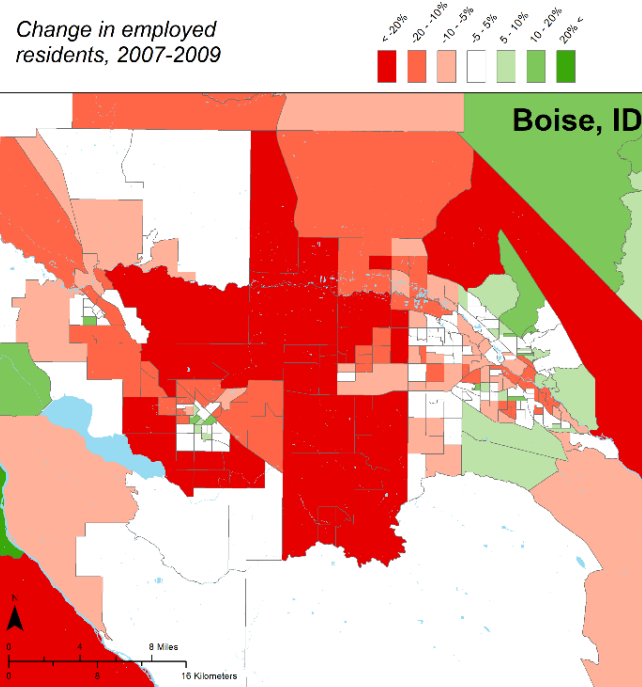 Change in employed
residents, 2007-2009
< -20%
-20 - -10%
-10 - -5%
-5 - 5%
5 - 10%
10 - 20%
20% <
Boise, ID
N
0 4 8 Miles
0 8 16 Kilometers